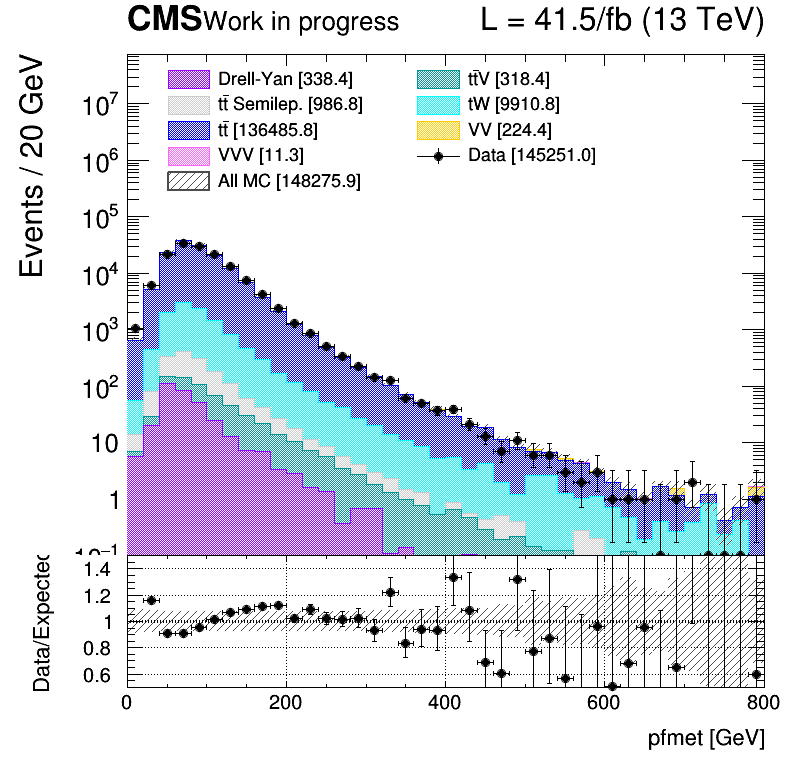 CMS Work in progress L = 41.5/fb (13 TeV)
Events / 20 GeV
Drell-Yan [338.4]
tt̄V [318.4]
tt̄ Semilep. [986.8]
tW [9910.8]
tt̄ [136485.8]
VV [224.4]
VVV [11.3]
Data [145251.0]
All MC [148275.9]
10⁷
10⁶
10⁵
10⁴
10³
10²
10
1
10⁻¹
Data/Expected
1.4
1.2
1
0.8
0.6
0 200 400 600 800
pfmet [GeV]